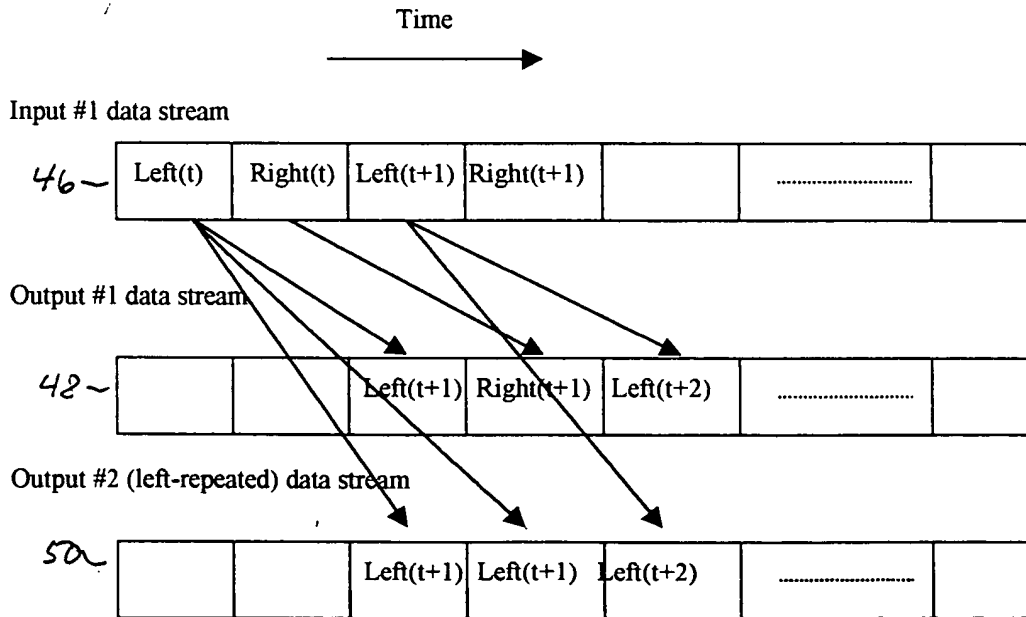 Time
Input #1 data stream
46 Left(t) Right(t) Left(t+1) Right(t+1) ....................
Output #1 data stream
48 Left(t+1) Right(t+1) Left(t+2) ....................
Output #2 (left-repeated) data stream
50 Left(t+1) Left(t+1) Left(t+2) ....................